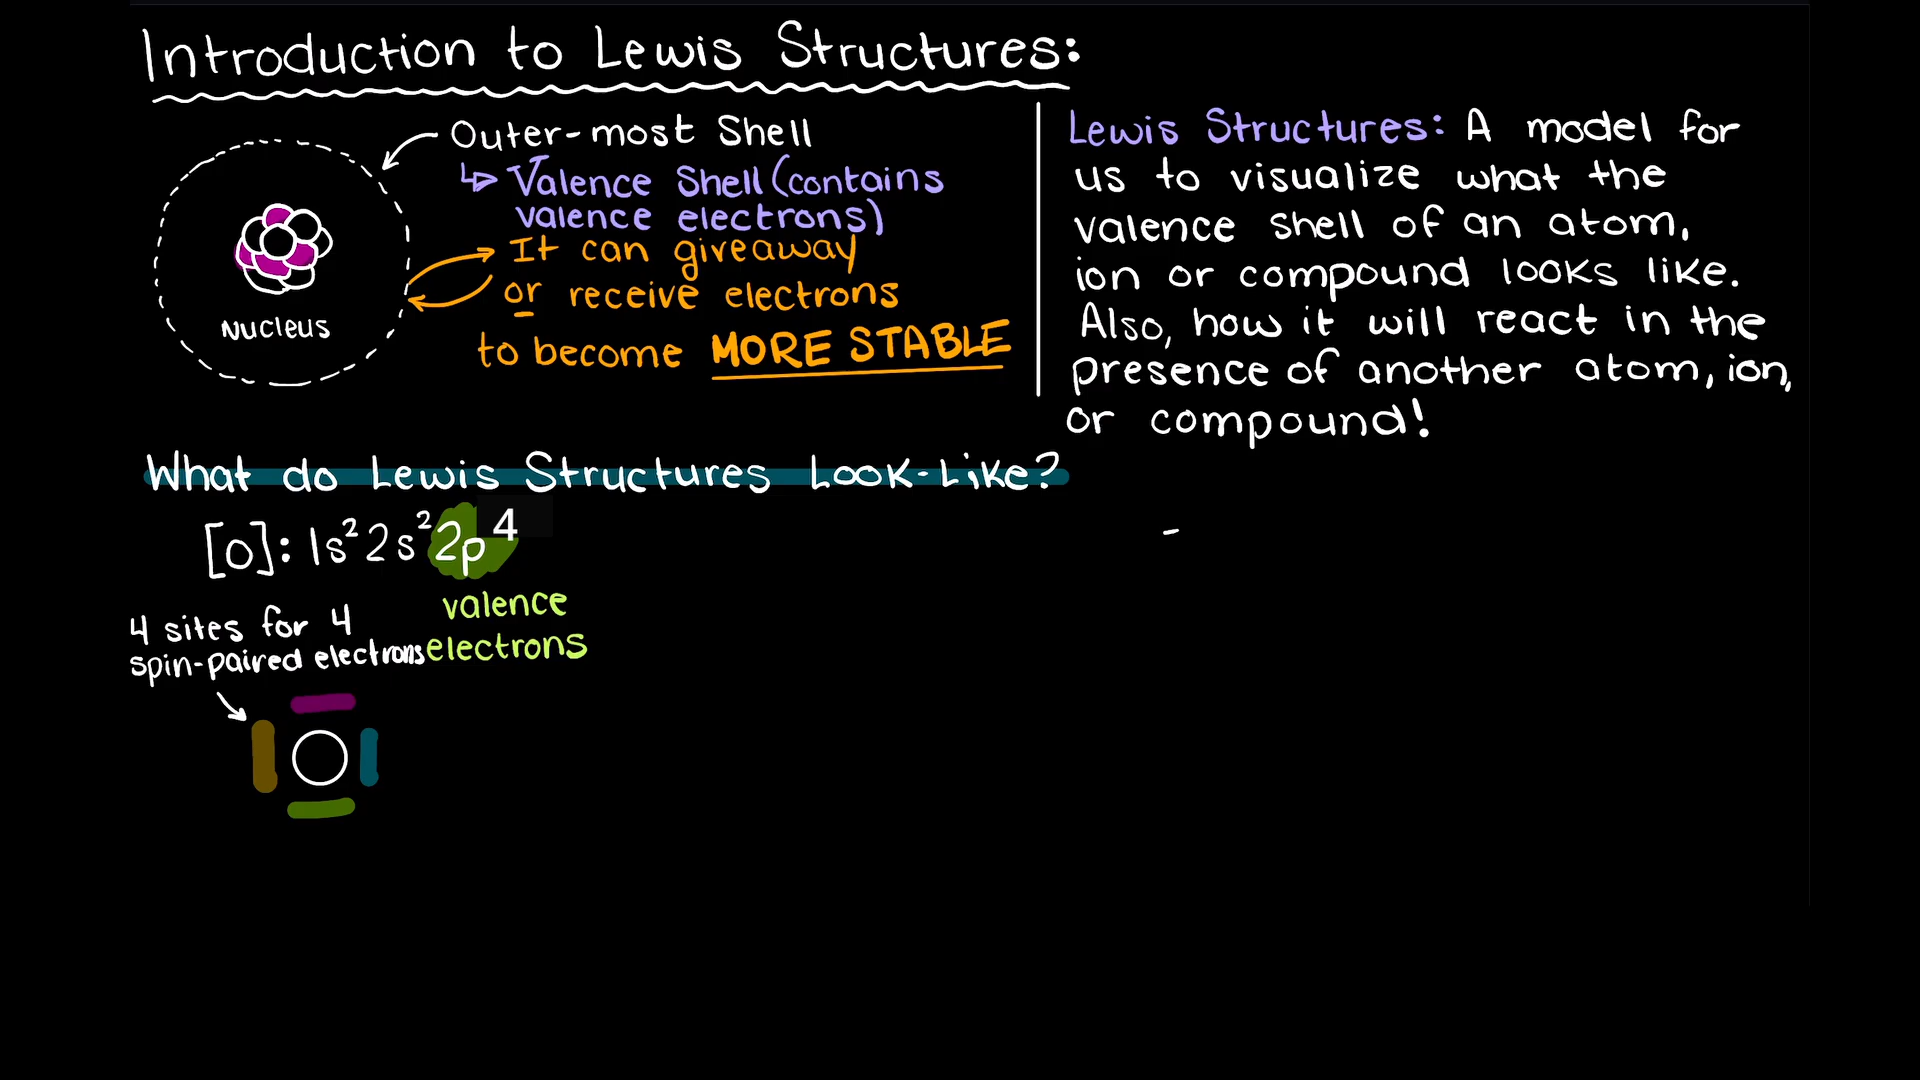 Introduction to Lewis Structures:
Outer-most Shell
↳ Valence Shell (contains
valence electrons)
It can giveaway
or receive electrons
to become MORE STABLE
Nucleus
Lewis Structures: A model for
us to visualize what the
valence shell of an atom,
ion or compound looks like.
Also, how it will react in the
presence of another atom, ion,
or compound!
What do Lewis Structures Look-Like?
[O]: 1s²2s²2p⁴
valence
electrons
4 sites for 4
spin-paired electrons